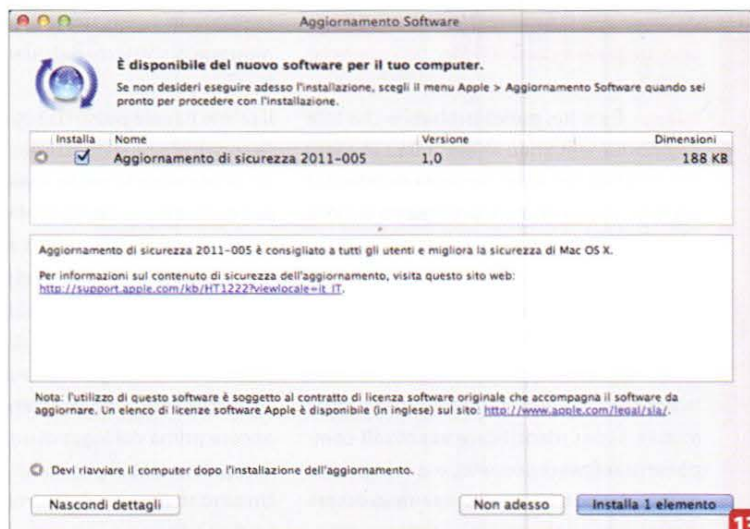 Aggiornamento Software
È disponibile del nuovo software per il tuo computer.
Se non desideri eseguire adesso l'installazione, scegli il menu Apple > Aggiornamento Software quando sei
pronto per procedere con l'installazione.
Installa Nome Versione Dimensioni
Aggiornamento di sicurezza 2011-005 1,0 188 KB
Aggiornamento di sicurezza 2011-005 è consigliato a tutti gli utenti e migliora la sicurezza di Mac OS X.
Per informazioni sul contenuto di sicurezza dell'aggiornamento, visita questo sito web:
http://support.apple.com/kb/HT1222?viewlocale=it_IT.
Nota: l'utilizzo di questo software è soggetto al contratto di licenza software originale che accompagna il software da
aggiornare. Un elenco di licenze software Apple è disponibile (in inglese) sul sito: http://www.apple.com/legal/sla/.
Devi riavviare il computer dopo l'installazione dell'aggiornamento.
Nascondi dettagli Non adesso Installa 1 elemento